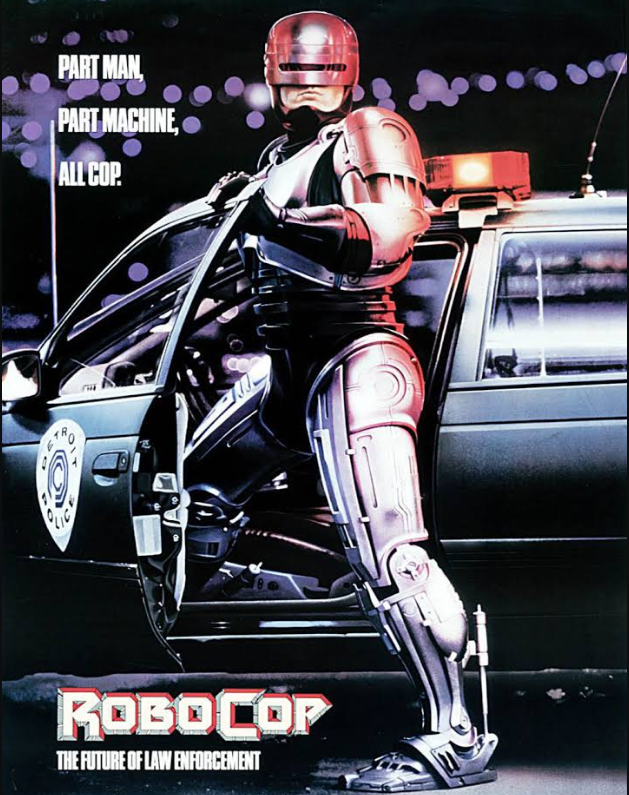 PART MAN,
PART MACHINE,
ALL COP.
DETROIT
POLICE
ROBOCOP
THE FUTURE OF LAW ENFORCEMENT